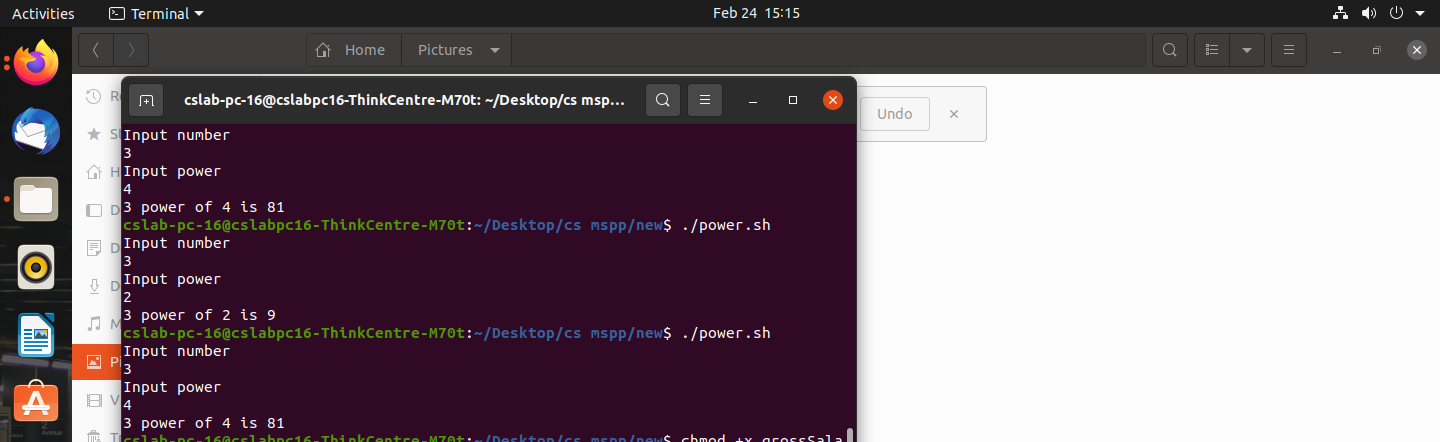 Activities
Terminal
Feb 24 15:15
Home
Pictures
cslab-pc-16@cslabpc16-ThinkCentre-M70t: ~/Desktop/cs mspp/new...
Undo
Input number
3
Input power
4
3 power of 4 is 81
cslab-pc-16@cslabpc16-ThinkCentre-M70t:~/Desktop/cs mspp/new$ ./power.sh
Input number
3
Input power
2
3 power of 2 is 9
cslab-pc-16@cslabpc16-ThinkCentre-M70t:~/Desktop/cs mspp/new$ ./power.sh
Input number
3
Input power
4
3 power of 4 is 81
cslab-pc-16@cslabpc16-ThinkCentre-M70t:~/Desktop/cs mspp/new$ chmod +x grossSala